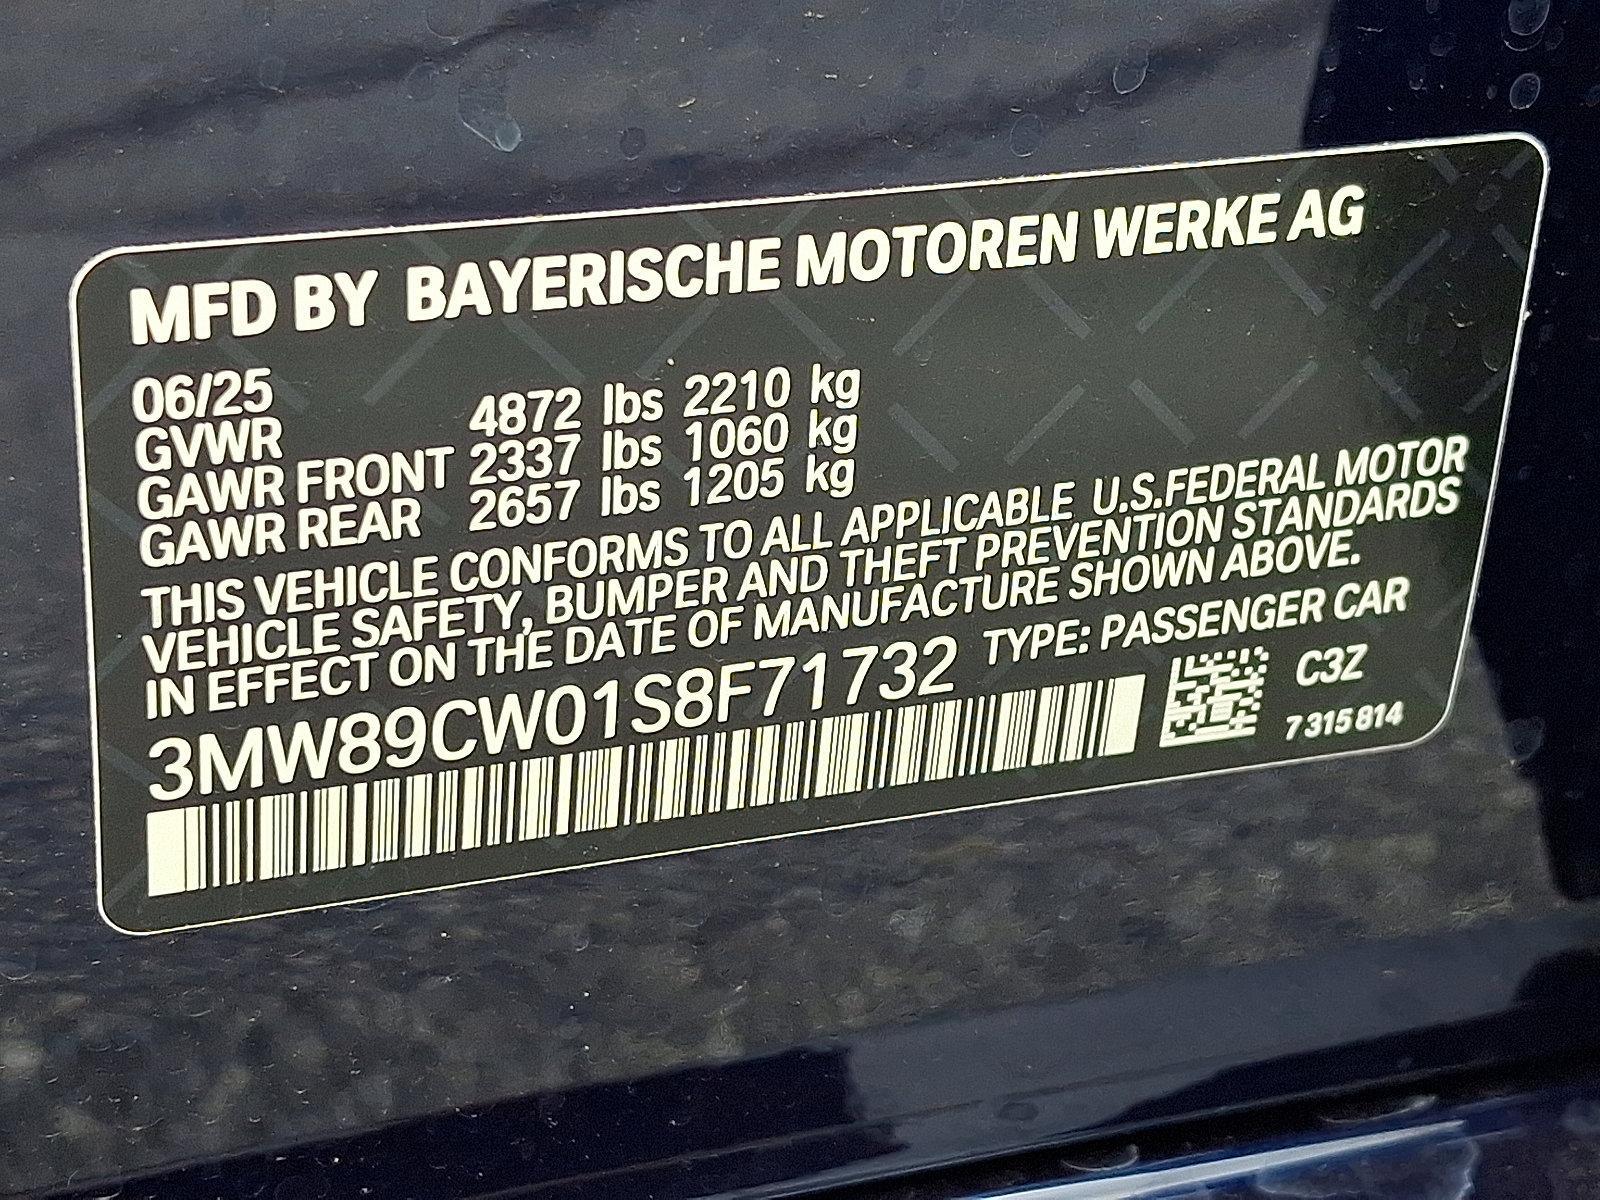 MFD BY BAYERISCHE MOTOREN WERKE AG
06/25
GVWR 4872 lbs 2210 kg
GAWR FRONT 2337 lbs 1060 kg
GAWR REAR 2657 lbs 1205 kg
THIS VEHICLE CONFORMS TO ALL APPLICABLE U.S.FEDERAL MOTOR
VEHICLE SAFETY, BUMPER AND THEFT PREVENTION STANDARDS
IN EFFECT ON THE DATE OF MANUFACTURE SHOWN ABOVE.
3MW89CW01S8F71732 TYPE: PASSENGER CAR
C3Z
7 315 814